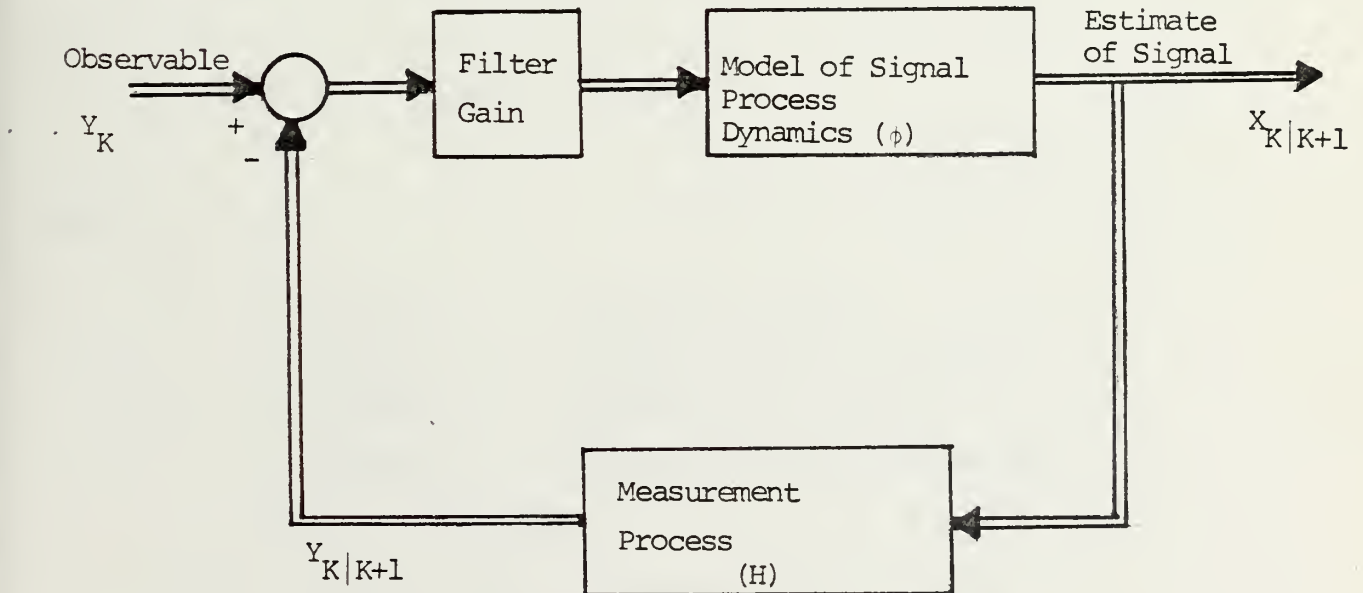 Observable
Y_K
+
-
Filter
Gain
Model of Signal
Process
Dynamics (φ)
Estimate
of Signal
X_K|K+1
Measurement
Process
(H)
Y_K|K+1